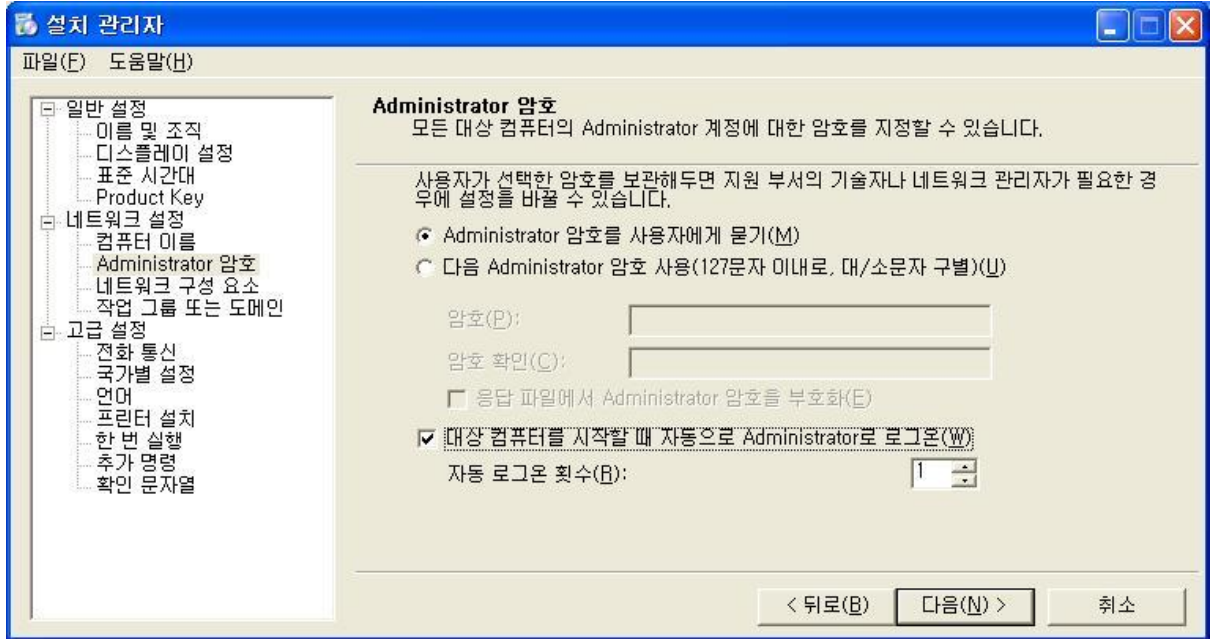 설치 관리자
파일(F) 도움말(H)
일반 설정
이름 및 조직
디스플레이 설정
표준 시간대
Product Key
네트워크 설정
컴퓨터 이름
Administrator 암호
네트워크 구성 요소
작업 그룹 또는 도메인
고급 설정
전화 통신
국가별 설정
언어
프린터 설치
한 번 실행
추가 명령
확인 문자열
Administrator 암호
모든 대상 컴퓨터의 Administrator 계정에 대한 암호를 지정할 수 있습니다.
사용자가 선택한 암호를 보관해두면 지원 부서의 기술자나 네트워크 관리자가 필요한 경
우에 설정을 바꿀 수 있습니다.
Administrator 암호를 사용자에게 묻기(M)
다음 Administrator 암호 사용(127문자 이내로, 대/소문자 구별)(U)
암호(P):
암호 확인(C):
응답 파일에서 Administrator 암호을 부호화(E)
대상 컴퓨터를 시작할 때 자동으로 Administrator로 로그온(W)
자동 로그온 횟수(R): 1
< 뒤로(B) 다음(N) > 취소